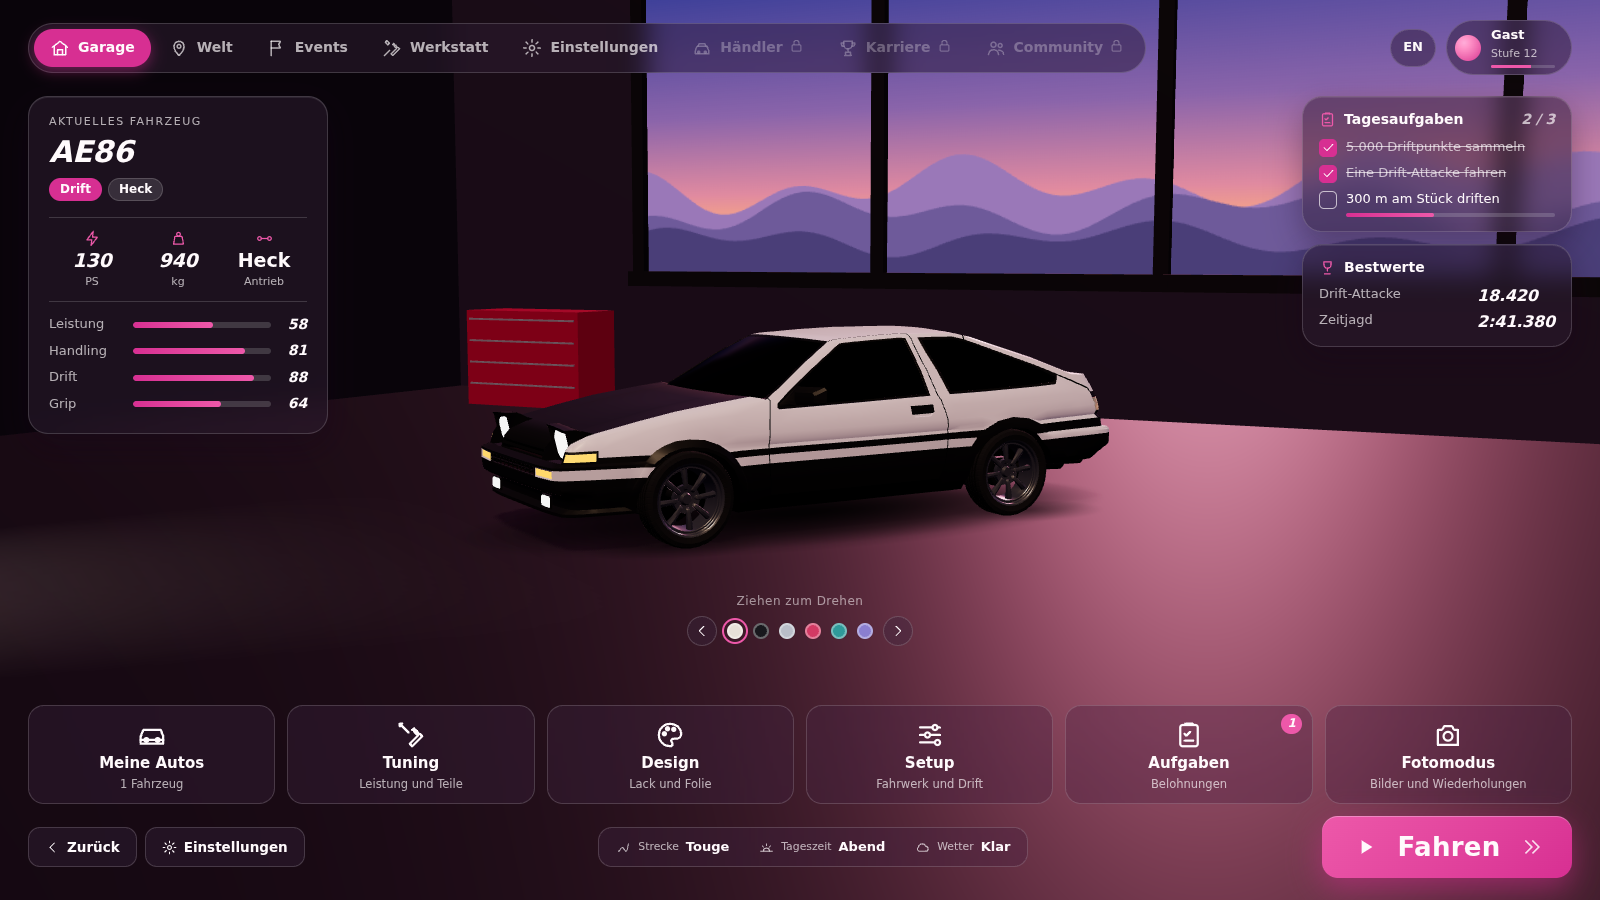 Garage
Welt
Events
Werkstatt
Einstellungen
Händler
Karriere
Community
EN
Gast
Stufe 12
AKTUELLES FAHRZEUG
AE86
Drift
Heck
130
PS
940
kg
Heck
Antrieb
Leistung 58
Handling 81
Drift 88
Grip 64
Tagesaufgaben 2 / 3
5.000 Driftpunkte sammeln
Eine Drift-Attacke fahren
300 m am Stück driften
Bestwerte
Drift-Attacke 18.420
Zeitjagd 2:41.380
Ziehen zum Drehen
Meine Autos
1 Fahrzeug
Tuning
Leistung und Teile
Design
Lack und Folie
Setup
Fahrwerk und Drift
1
Aufgaben
Belohnungen
Fotomodus
Bilder und Wiederholungen
Zurück
Einstellungen
Strecke Touge
Tageszeit Abend
Wetter Klar
Fahren